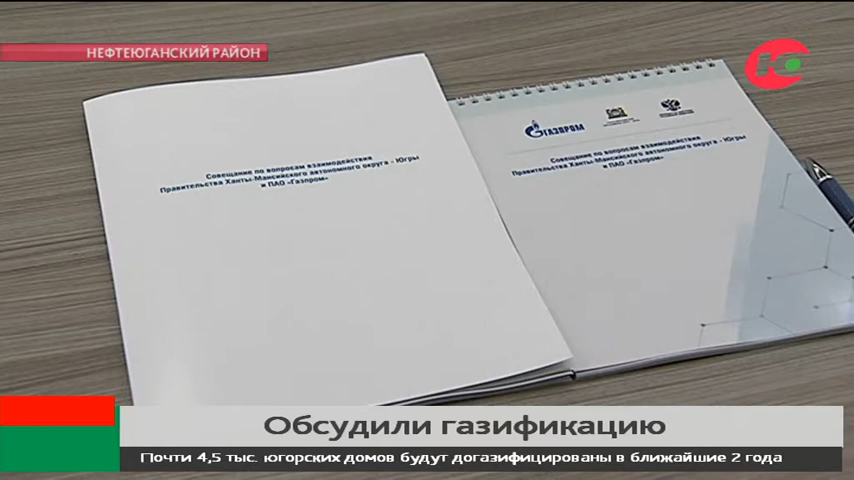 НЕФТЕЮГАНСКИЙ РАЙОН
Ю
Совещание по вопросам взаимодействия
Правительства Ханты-Мансийского автономного округа - Югры
и ПАО «Газпром»
ГАЗПРОМ
Совещание по вопросам взаимодействия
Правительства Ханты-Мансийского автономного округа - Югры
и ПАО «Газпром»
Обсудили газификацию
Почти 4,5 тыс. югорских домов будут догазифицированы в ближайшие 2 года